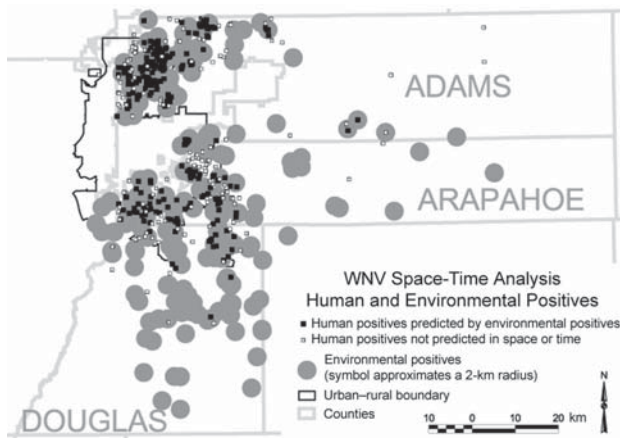 ADAMS
ARAPAHOE
WNV Space-Time Analysis
Human and Environmental Positives
Human positives predicted by environmental positives
Human positives not predicted in space or time
Environmental positives
(symbol approximates a 2-km radius)
Urban–rural boundary
Counties
DOUGLAS
10 0 10 20 km
N